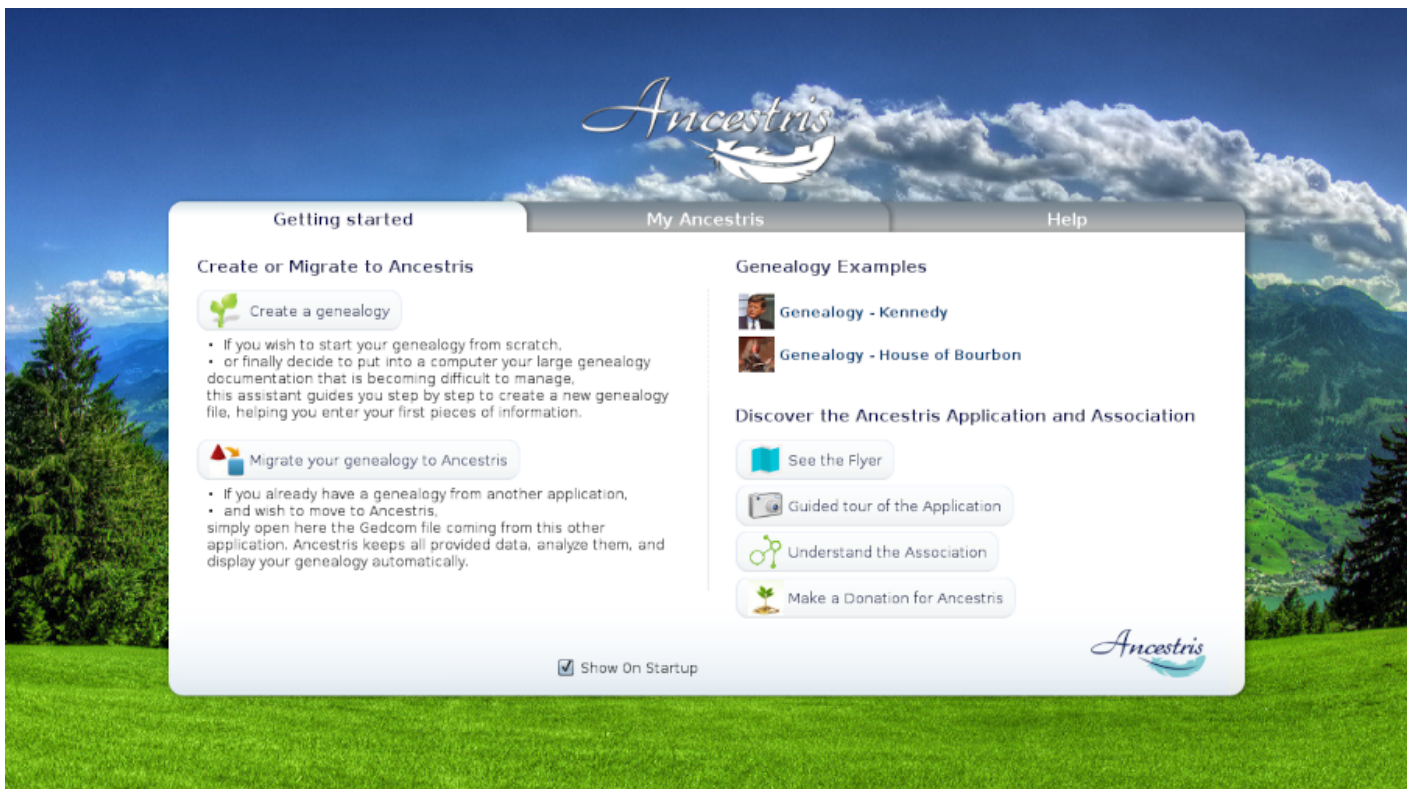 Ancestris
Getting started
My Ancestris
Help
Create or Migrate to Ancestris
Create a genealogy
• If you wish to start your genealogy from scratch,
• or finally decide to put into a computer your large genealogy
documentation that is becoming difficult to manage,
this assistant guides you step by step to create a new genealogy
file, helping you enter your first pieces of information.
Migrate your genealogy to Ancestris
• If you already have a genealogy from another application,
• and wish to move to Ancestris,
simply open here the Gedcom file coming from this other
application. Ancestris keeps all provided data, analyze them, and
display your genealogy automatically.
Genealogy Examples
Genealogy - Kennedy
Genealogy - House of Bourbon
Discover the Ancestris Application and Association
See the Flyer
Guided tour of the Application
Understand the Association
Make a Donation for Ancestris
Ancestris
Show On Startup